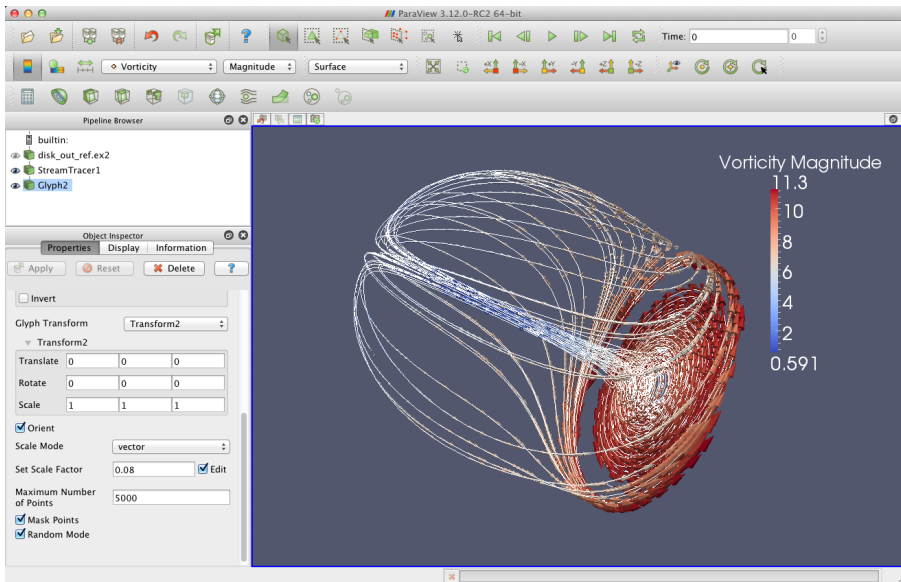 ParaView 3.12.0-RC2 64-bit
Time: 0 0
Vorticity Magnitude Surface
+X -X +Y -Y +Z -Z
Pipeline Browser
builtin:
disk_out_ref.ex2
StreamTracer1
Glyph2
Object Inspector
Properties Display Information
Apply Reset Delete ?
Invert
Glyph Transform Transform2
Transform2
Translate 0 0 0
Rotate 0 0 0
Scale 1 1 1
Orient
Scale Mode vector
Set Scale Factor 0.08 Edit
Maximum Number
of Points 5000
Mask Points
Random Mode
Vorticity Magnitude
11.3
10
8
6
4
2
0.591